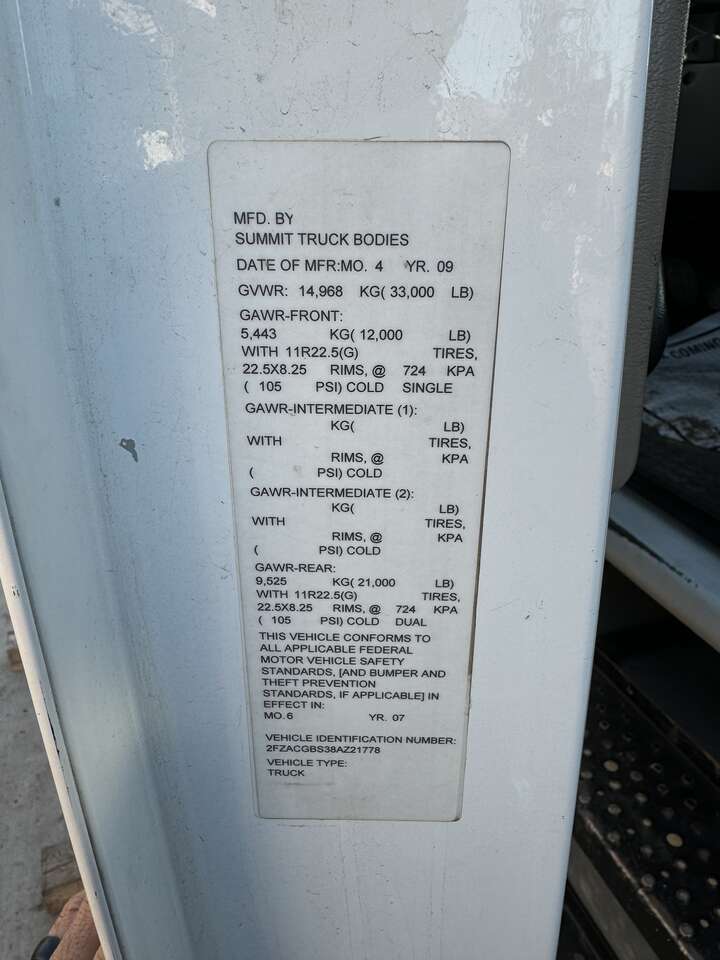 MFD. BY
SUMMIT TRUCK BODIES
DATE OF MFR:MO. 4 YR. 09
GVWR: 14,968 KG( 33,000 LB)
GAWR-FRONT:
5,443 KG( 12,000 LB)
WITH 11R22.5(G) TIRES,
22.5X8.25 RIMS, @ 724 KPA
( 105 PSI) COLD SINGLE
GAWR-INTERMEDIATE (1):
KG( LB)
WITH TIRES,
RIMS, @ KPA
( PSI) COLD
GAWR-INTERMEDIATE (2):
KG( LB)
WITH TIRES,
RIMS, @ KPA
( PSI) COLD
GAWR-REAR:
9,525 KG( 21,000 LB)
WITH 11R22.5(G) TIRES,
22.5X8.25 RIMS, @ 724 KPA
( 105 PSI) COLD DUAL
THIS VEHICLE CONFORMS TO
ALL APPLICABLE FEDERAL
MOTOR VEHICLE SAFETY
STANDARDS, [AND BUMPER AND
THEFT PREVENTION
STANDARDS, IF APPLICABLE] IN
EFFECT IN:
MO. 6 YR. 07
VEHICLE IDENTIFICATION NUMBER:
2FZACGBS38AZ21778
VEHICLE TYPE:
TRUCK